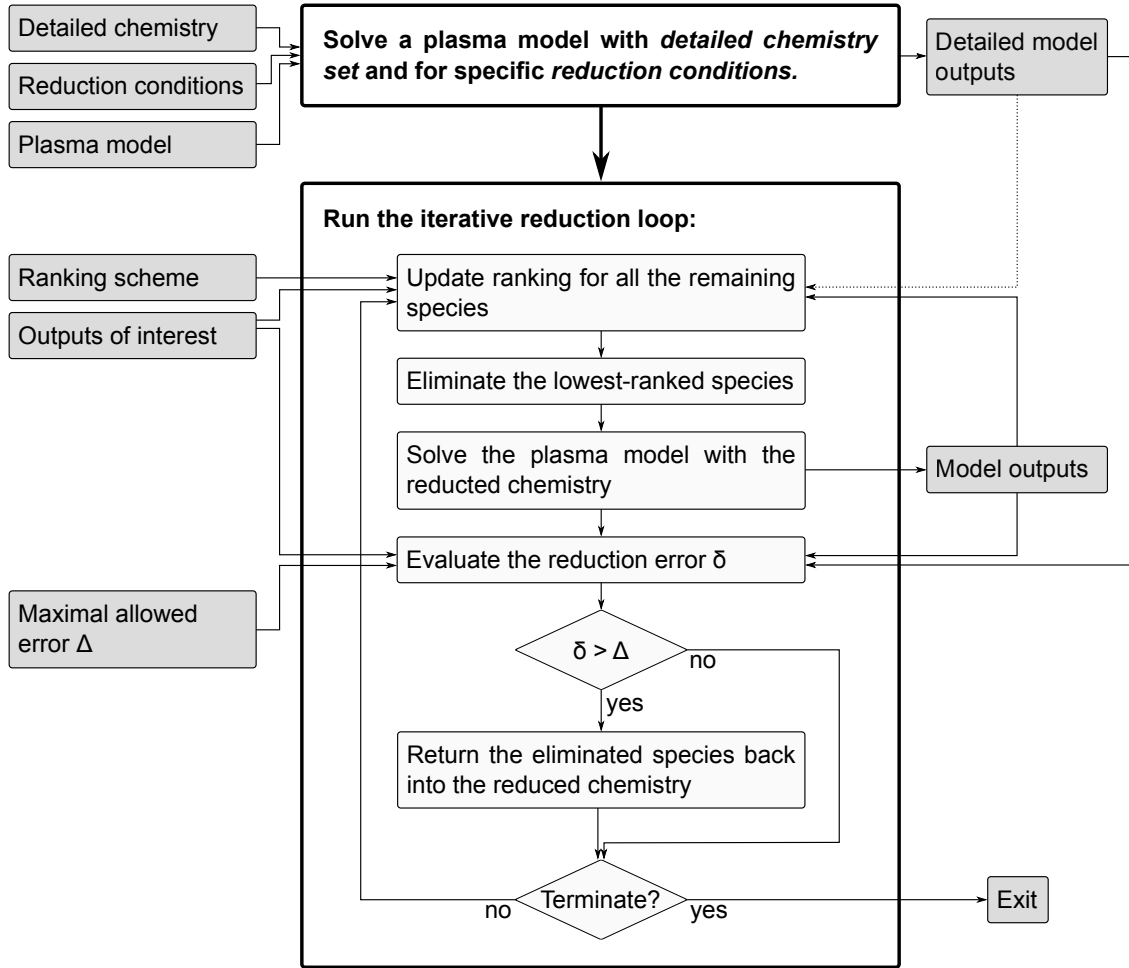 Detailed chemistry
Reduction conditions
Plasma model
Solve a plasma model with detailed chemistry
set and for specific reduction conditions.
Detailed model
outputs
Run the iterative reduction loop:
Ranking scheme
Outputs of interest
Update ranking for all the remaining
species
Eliminate the lowest-ranked species
Solve the plasma model with the
reducted chemistry
Model outputs
Evaluate the reduction error δ
Maximal allowed
error Δ
δ > Δ
no
yes
Return the eliminated species back
into the reduced chemistry
Terminate?
no
yes
Exit